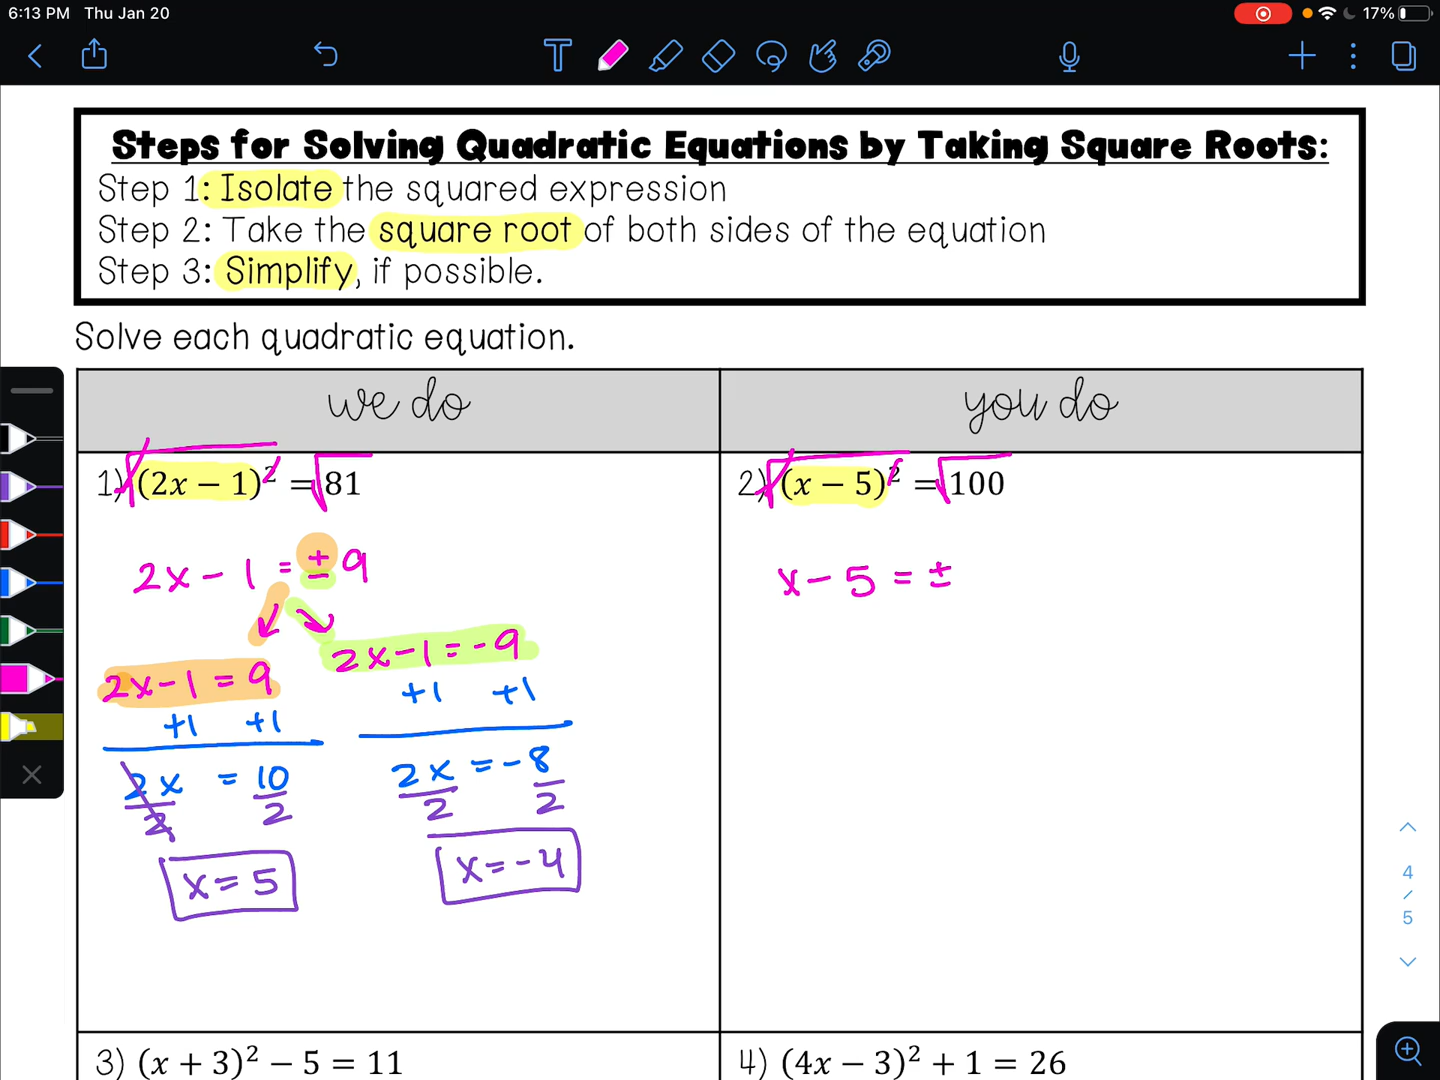 6:13 PM Thu Jan 20
17%
Steps for Solving Quadratic Equations by Taking Square Roots:
Step 1: Isolate the squared expression
Step 2: Take the square root of both sides of the equation
Step 3: Simplify, if possible.
Solve each quadratic equation.
we do
you do
1) √(2x − 1)² = √81
2x − 1 = ± 9
2x − 1 = 9
2x − 1 = −9
+1 +1
+1 +1
2x = 10
2 2
2x = −8
2 2
x = 5
x = −4
2) √(x − 5)² = √100
x − 5 = ±
3) (x + 3)² − 5 = 11
4) (4x − 3)² + 1 = 26
4
/
5